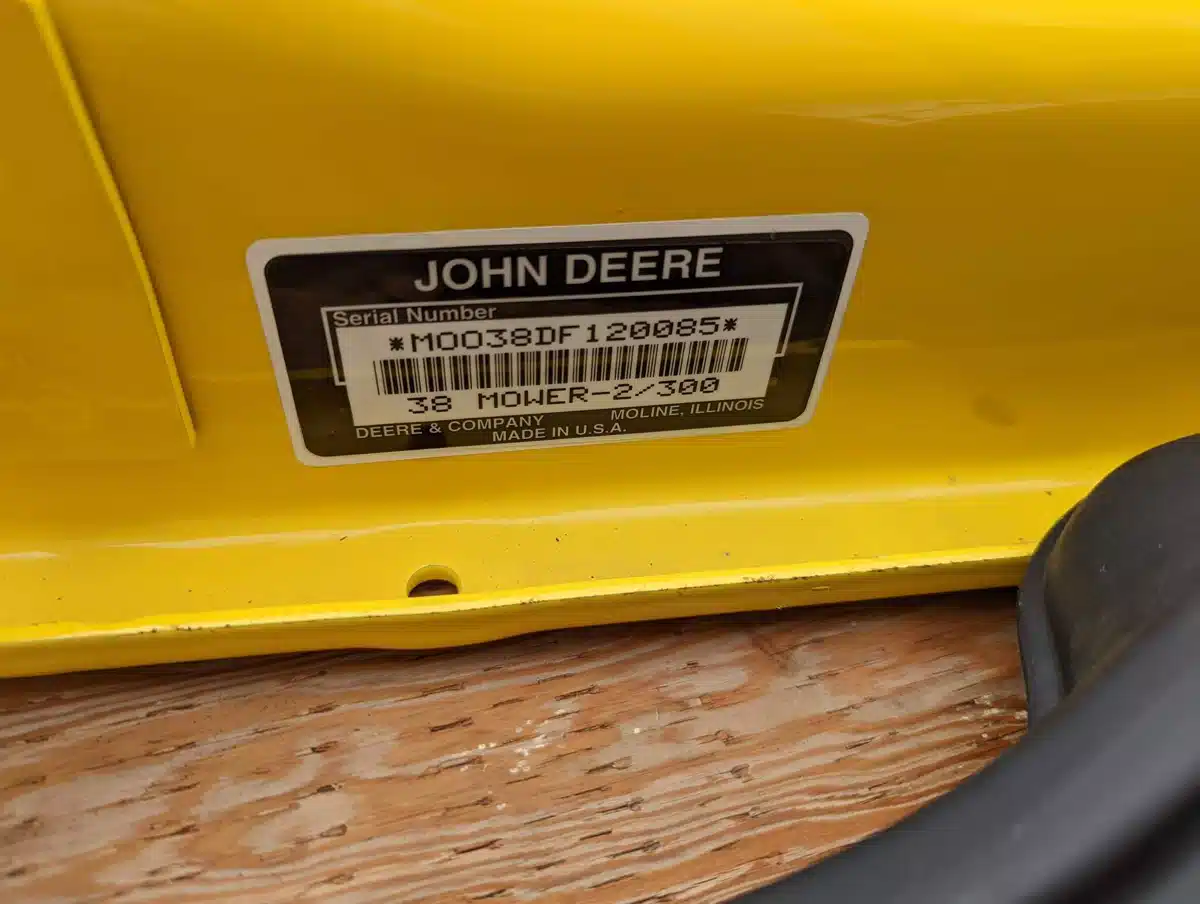 JOHN DEERE
Serial Number
*M0038DF120085*
38 MOWER-2/300
DEERE & COMPANY MOLINE, ILLINOIS
MADE IN U.S.A.